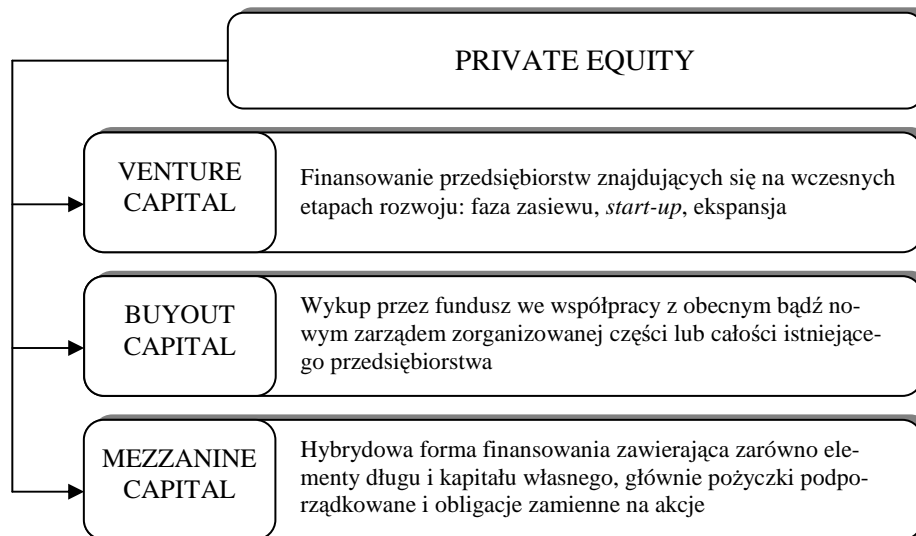 PRIVATE EQUITY
VENTURE
CAPITAL
Finansowanie przedsiębiorstw znajdujących się na wczesnych
etapach rozwoju: faza zasiewu, start-up, ekspansja
BUYOUT
CAPITAL
Wykup przez fundusz we współpracy z obecnym bądź no-
wym zarządem zorganizowanej części lub całości istniejące-
go przedsiębiorstwa
MEZZANINE
CAPITAL
Hybrydowa forma finansowania zawierająca zarówno ele-
menty długu i kapitału własnego, głównie pożyczki podpo-
rządkowane i obligacje zamienne na akcje